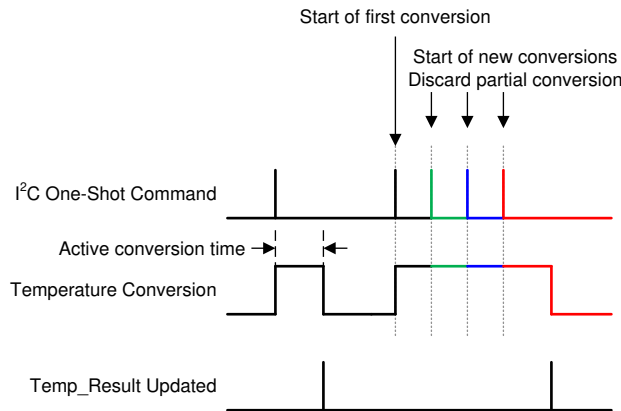 Start of first conversion
Start of new conversions
Discard partial conversion
I²C One-Shot Command
Active conversion time
Temperature Conversion
Temp_Result Updated